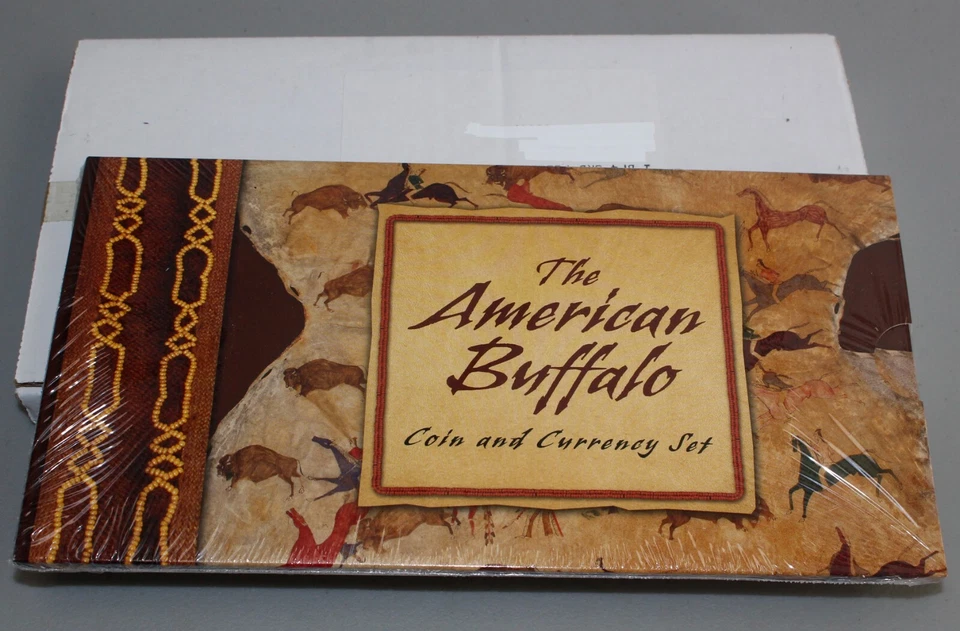 The
American
Buffalo
Coin and Currency Set